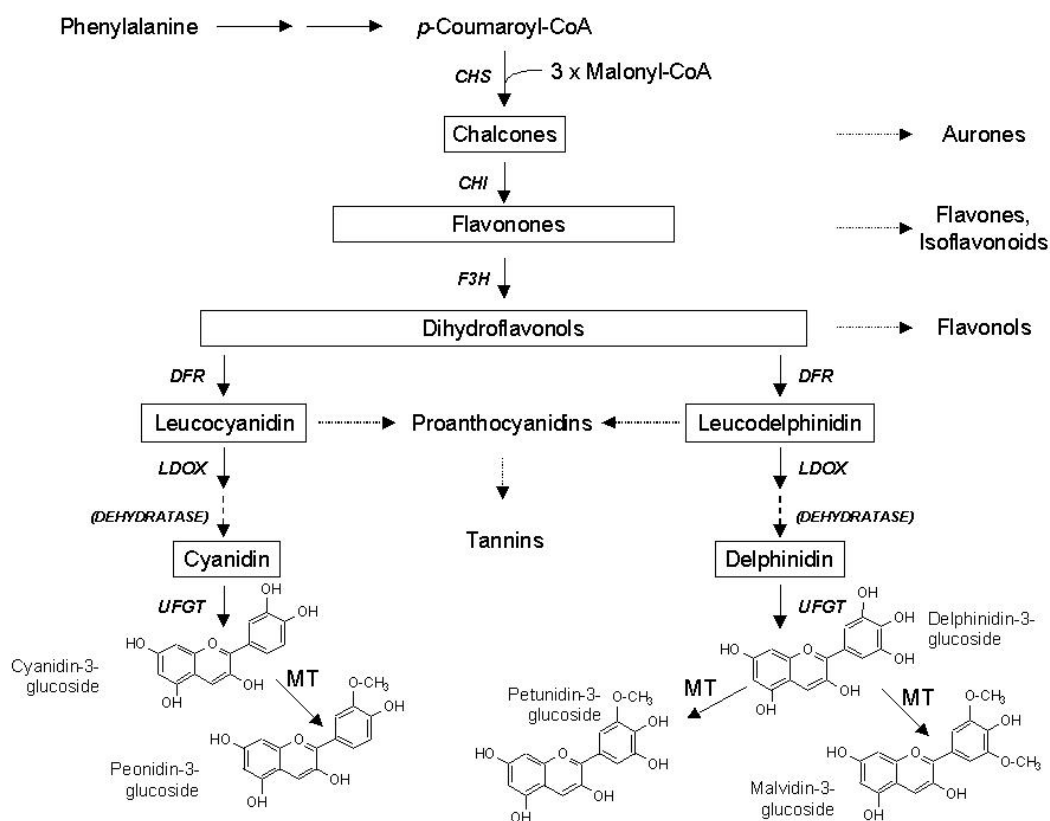 Phenylalanine
p-Coumaroyl-CoA
CHS
3 x Malonyl-CoA
Chalcones
Aurones
CHI
Flavonones
Flavones,
Isoflavonoids
F3H
Dihydroflavonols
Flavonols
DFR
DFR
Leucocyanidin
Proanthocyanidins
Leucodelphinidin
LDOX
LDOX
(DEHYDRATASE)
(DEHYDRATASE)
Tannins
Cyanidin
Delphinidin
UFGT
UFGT
OH
OH
HO
O
OH
OH
Cyanidin-3-
glucoside
MT
O-CH3
OH
HO
O
OH
OH
Peonidin-3-
glucoside
OH
OH
OH
HO
O
OH
OH
Delphinidin-3-
glucoside
MT
MT
Petunidin-3-
glucoside
O-CH3
OH
OH
HO
O
OH
OH
O-CH3
OH
O-CH3
HO
O
OH
OH
Malvidin-3-
glucoside